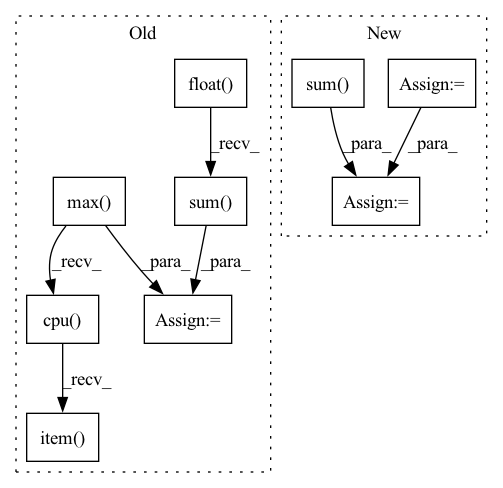 Old
New
float()
sum()
Assign:=
_recv_
_para_
_para_
max()
sum()
Assign:=
_recv_
_para_
_para_
cpu()
Assign:=
_recv_
item()